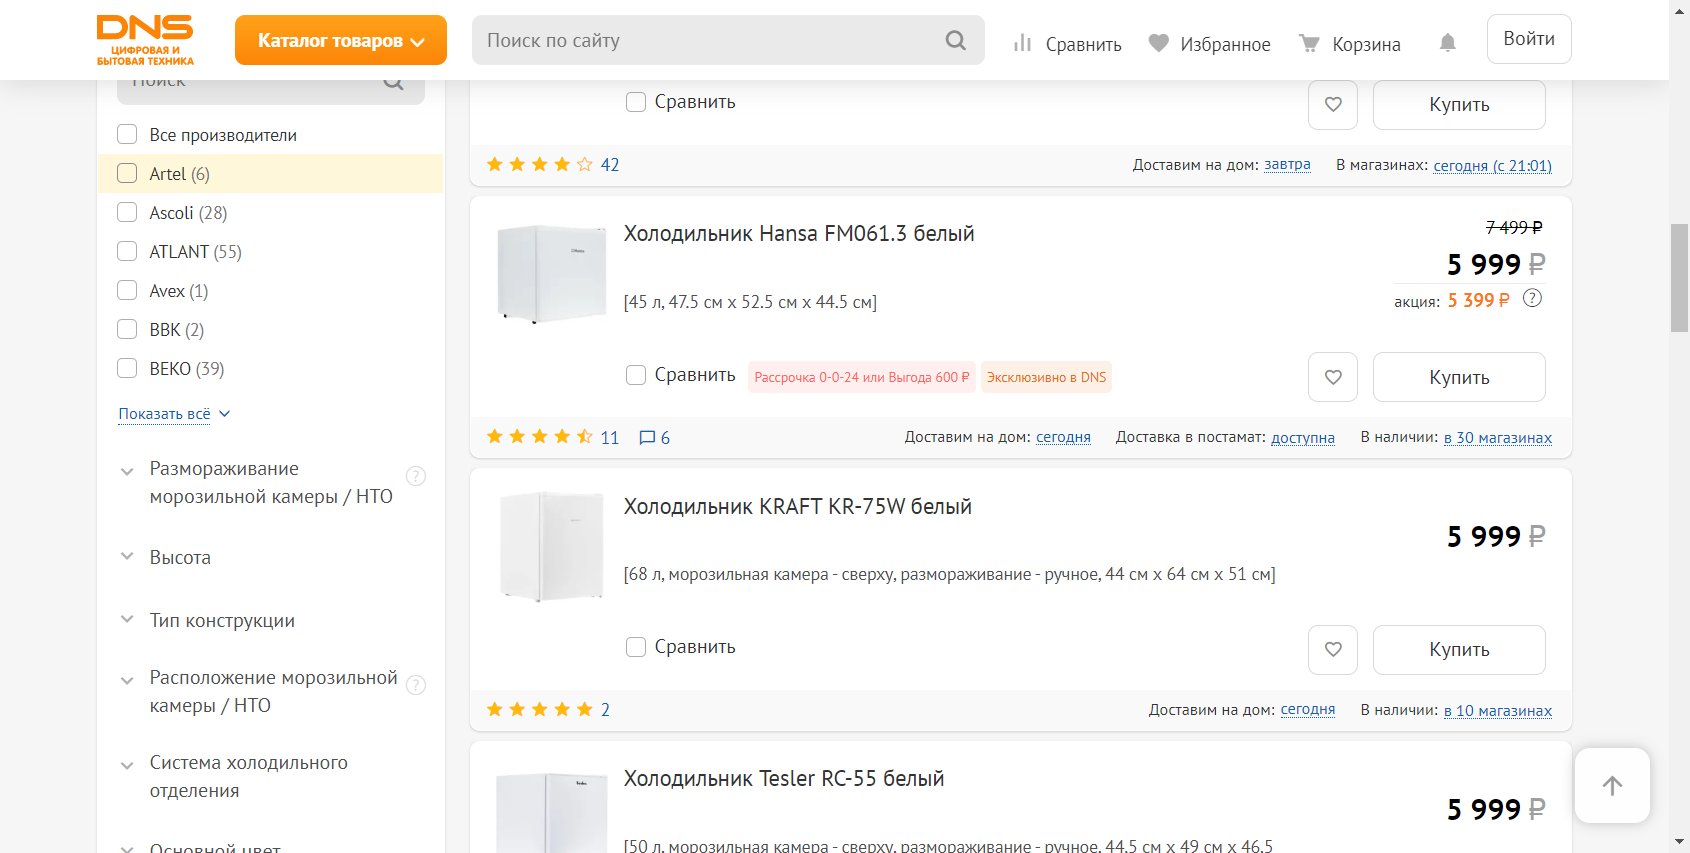 DNS
ЦИФРОВАЯ И
БЫТОВАЯ ТЕХНИКА
Каталог товаров
Поиск по сайту
Сравнить
Избранное
Корзина
Войти
Поиск
Все производители
Artel (6)
Ascoli (28)
ATLANT (55)
Avex (1)
BBK (2)
BEKO (39)
Показать всё
Размораживание
морозильной камеры / НТО
?
Высота
Тип конструкции
Расположение морозильной
камеры / НТО
?
Система холодильного
отделения
Основной цвет
Сравнить
Купить
42
Доставим на дом: завтра
В магазинах: сегодня (с 21:01)
Холодильник Hansa FM061.3 белый
7 499 ₽
5 999 ₽
[45 л, 47.5 см x 52.5 см x 44.5 см]
акция: 5 399 ₽ ?
Сравнить
Рассрочка 0-0-24 или Выгода 600 ₽
Эксклюзивно в DNS
Купить
11
6
Доставим на дом: сегодня
Доставка в постамат: доступна
В наличии: в 30 магазинах
Холодильник KRAFT KR-75W белый
5 999 ₽
[68 л, морозильная камера - сверху, размораживание - ручное, 44 см x 64 см x 51 см]
Сравнить
Купить
2
Доставим на дом: сегодня
В наличии: в 10 магазинах
Холодильник Tesler RC-55 белый
5 999 ₽
[50 л, морозильная камера - сверху, размораживание - ручное, 44.5 см x 49 см x 46.5